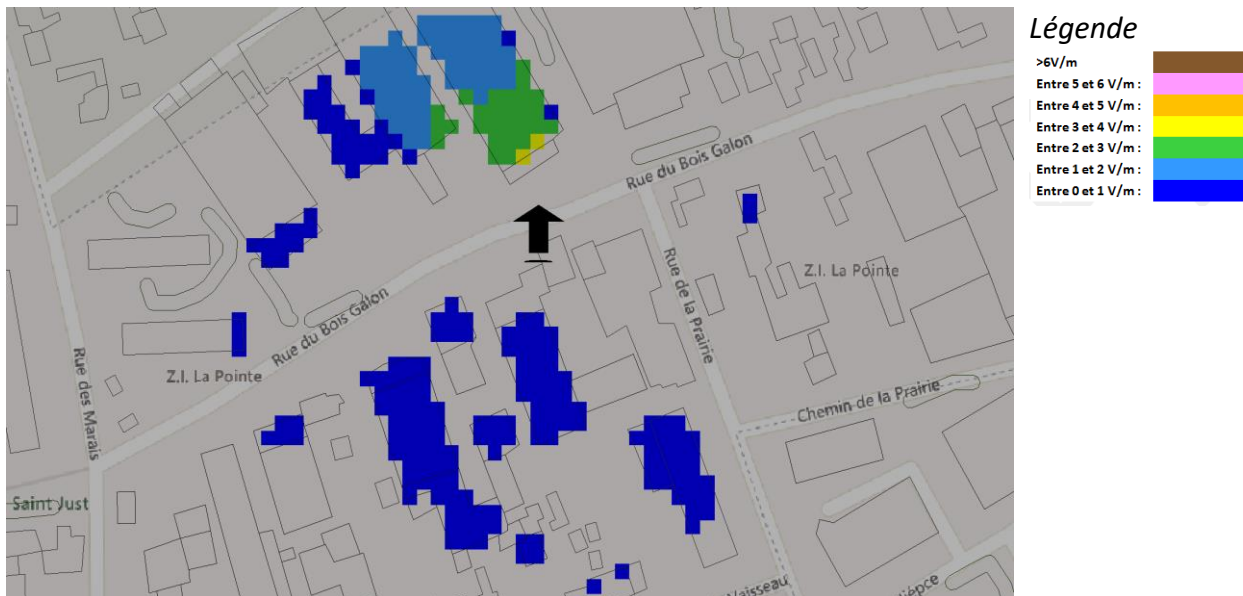 Légende
>6V/m
Entre 5 et 6 V/m :
Entre 4 et 5 V/m :
Entre 3 et 4 V/m :
Entre 2 et 3 V/m :
Entre 1 et 2 V/m :
Entre 0 et 1 V/m :
Rue du Bois Galon
Z.I. La Pointe
Rue de la Prairie
Rue du Bois Galon
Z.I. La Pointe
Rue des Marais
Chemin de la Prairie
Saint Just